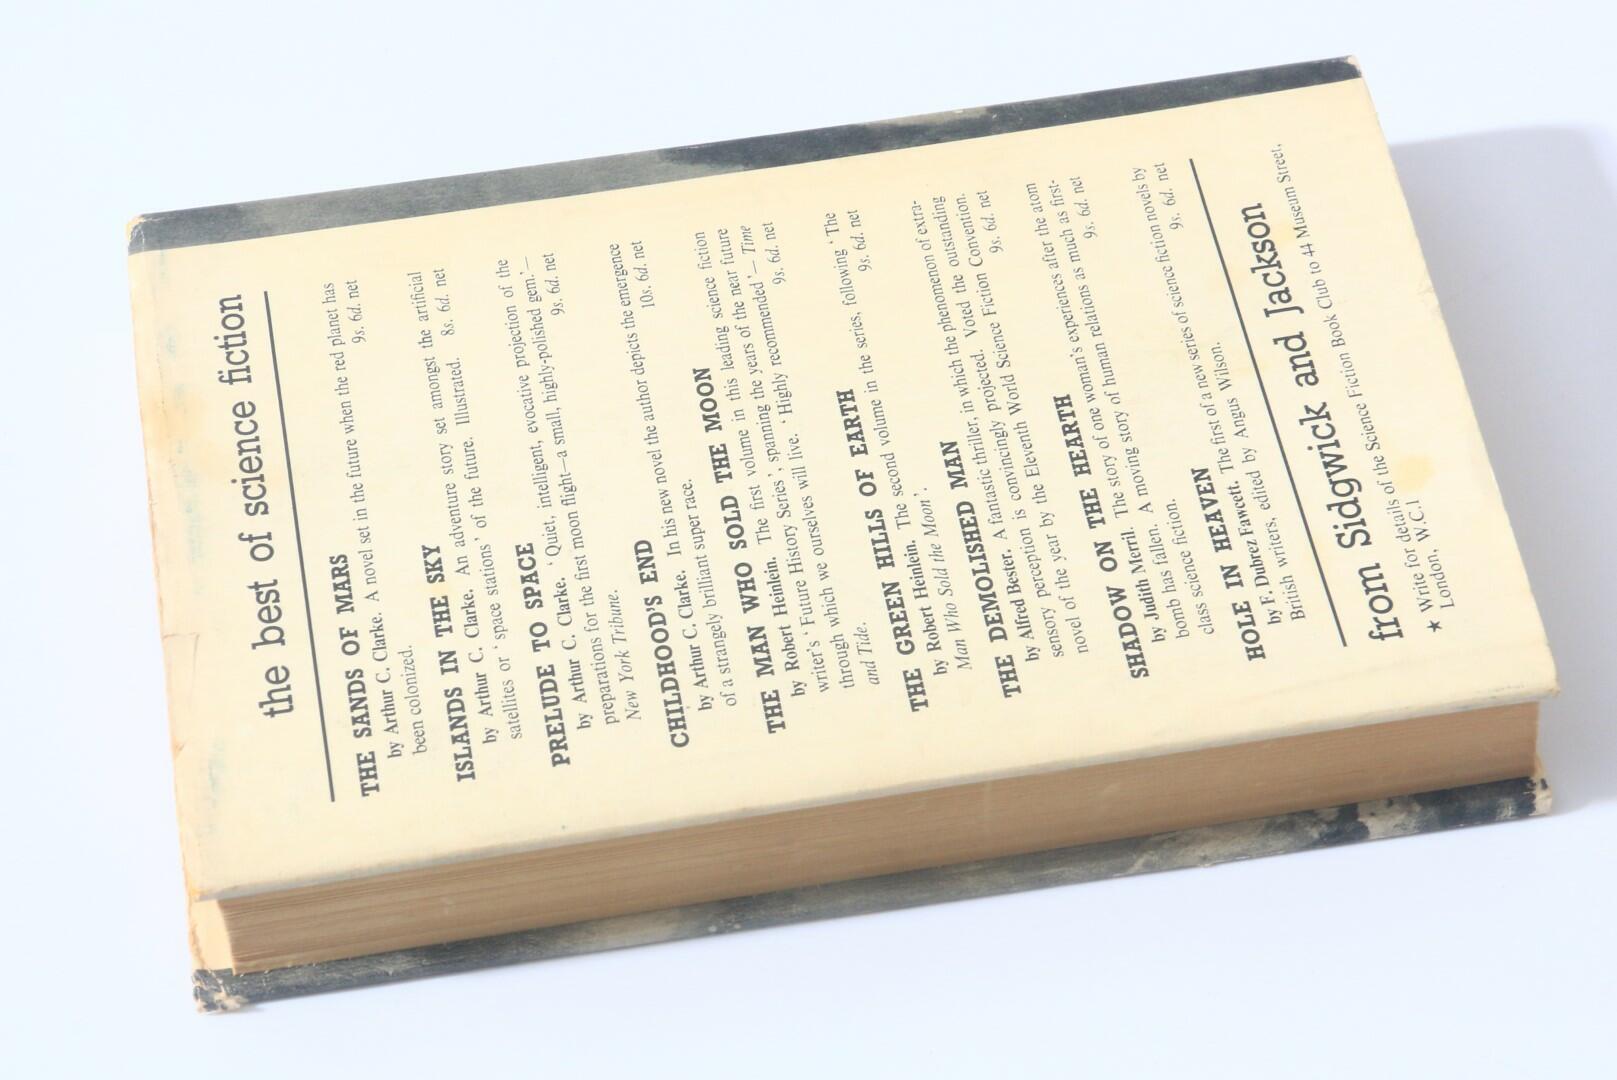 the best of science fiction
THE SANDS OF MARS
by Arthur C. Clarke. A novel set in the future when the red planet has
been colonized. 9s. 6d. net
ISLANDS IN THE SKY
by Arthur C. Clarke. An adventure story set amongst the artificial
satellites or ‘space stations’ of the future. Illustrated. 8s. 6d. net
PRELUDE TO SPACE
by Arthur C. Clarke. ‘Quiet, intelligent, evocative projection of the
preparations for the first moon flight—a small, highly-polished gem.’—
New York Tribune. 9s. 6d. net
CHILDHOOD'S END
by Arthur C. Clarke. In his new novel the author depicts the emergence
of a strangely brilliant super race. 10s. 6d. net
THE MAN WHO SOLD THE MOON
by Robert Heinlein. The first volume in this leading science fiction
writer's ‘Future History Series’, spanning the years of the near future
through which we ourselves will live. ‘Highly recommended’—Time
and Tide. 9s. 6d. net
THE GREEN HILLS OF EARTH
by Robert Heinlein. The second volume in the series, following ‘The
Man Who Sold the Moon’. 9s. 6d. net
THE DEMOLISHED MAN
by Alfred Bester. A fantastic thriller, in which the phenomenon of extra-
sensory perception is convincingly projected. Voted the outstanding
novel of the year by the Eleventh World Science Fiction Convention.
9s. 6d. net
SHADOW ON THE HEARTH
by Judith Merril. The story of one woman's experiences after the atom
bomb has fallen. A moving story of human relations as much as first-
class science fiction. 9s. 6d. net
HOLE IN HEAVEN
by F. Dubrez Fawcett. The first of a new series of science fiction novels by
British writers, edited by Angus Wilson. 9s. 6d. net
from Sidgwick and Jackson
★ Write for details of the Science Fiction Book Club to 44 Museum Street,
London, W.C.1